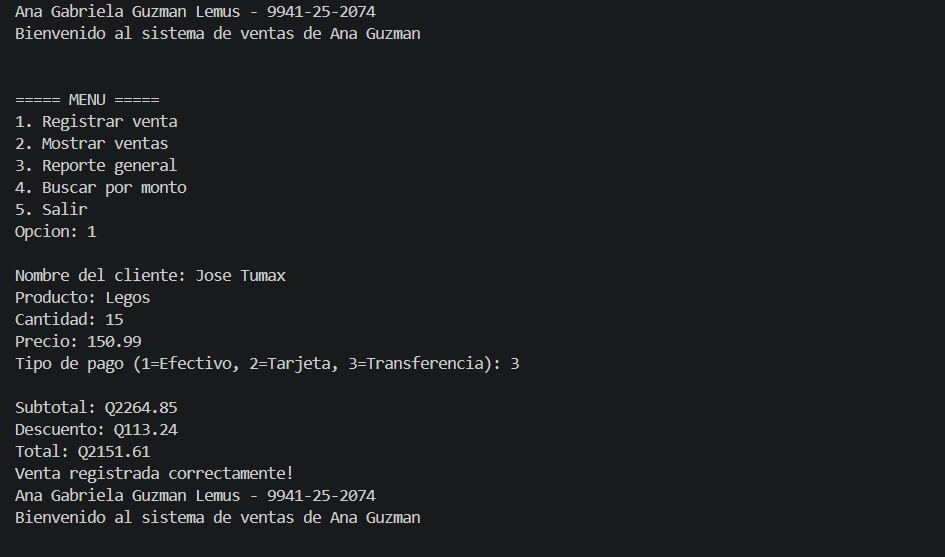 Ana Gabriela Guzman Lemus - 9941-25-2074
Bienvenido al sistema de ventas de Ana Guzman
===== MENU =====
1. Registrar venta
2. Mostrar ventas
3. Reporte general
4. Buscar por monto
5. Salir
Opcion: 1
Nombre del cliente: Jose Tumax
Producto: Legos
Cantidad: 15
Precio: 150.99
Tipo de pago (1=Efectivo, 2=Tarjeta, 3=Transferencia): 3
Subtotal: Q2264.85
Descuento: Q113.24
Total: Q2151.61
Venta registrada correctamente!
Ana Gabriela Guzman Lemus - 9941-25-2074
Bienvenido al sistema de ventas de Ana Guzman